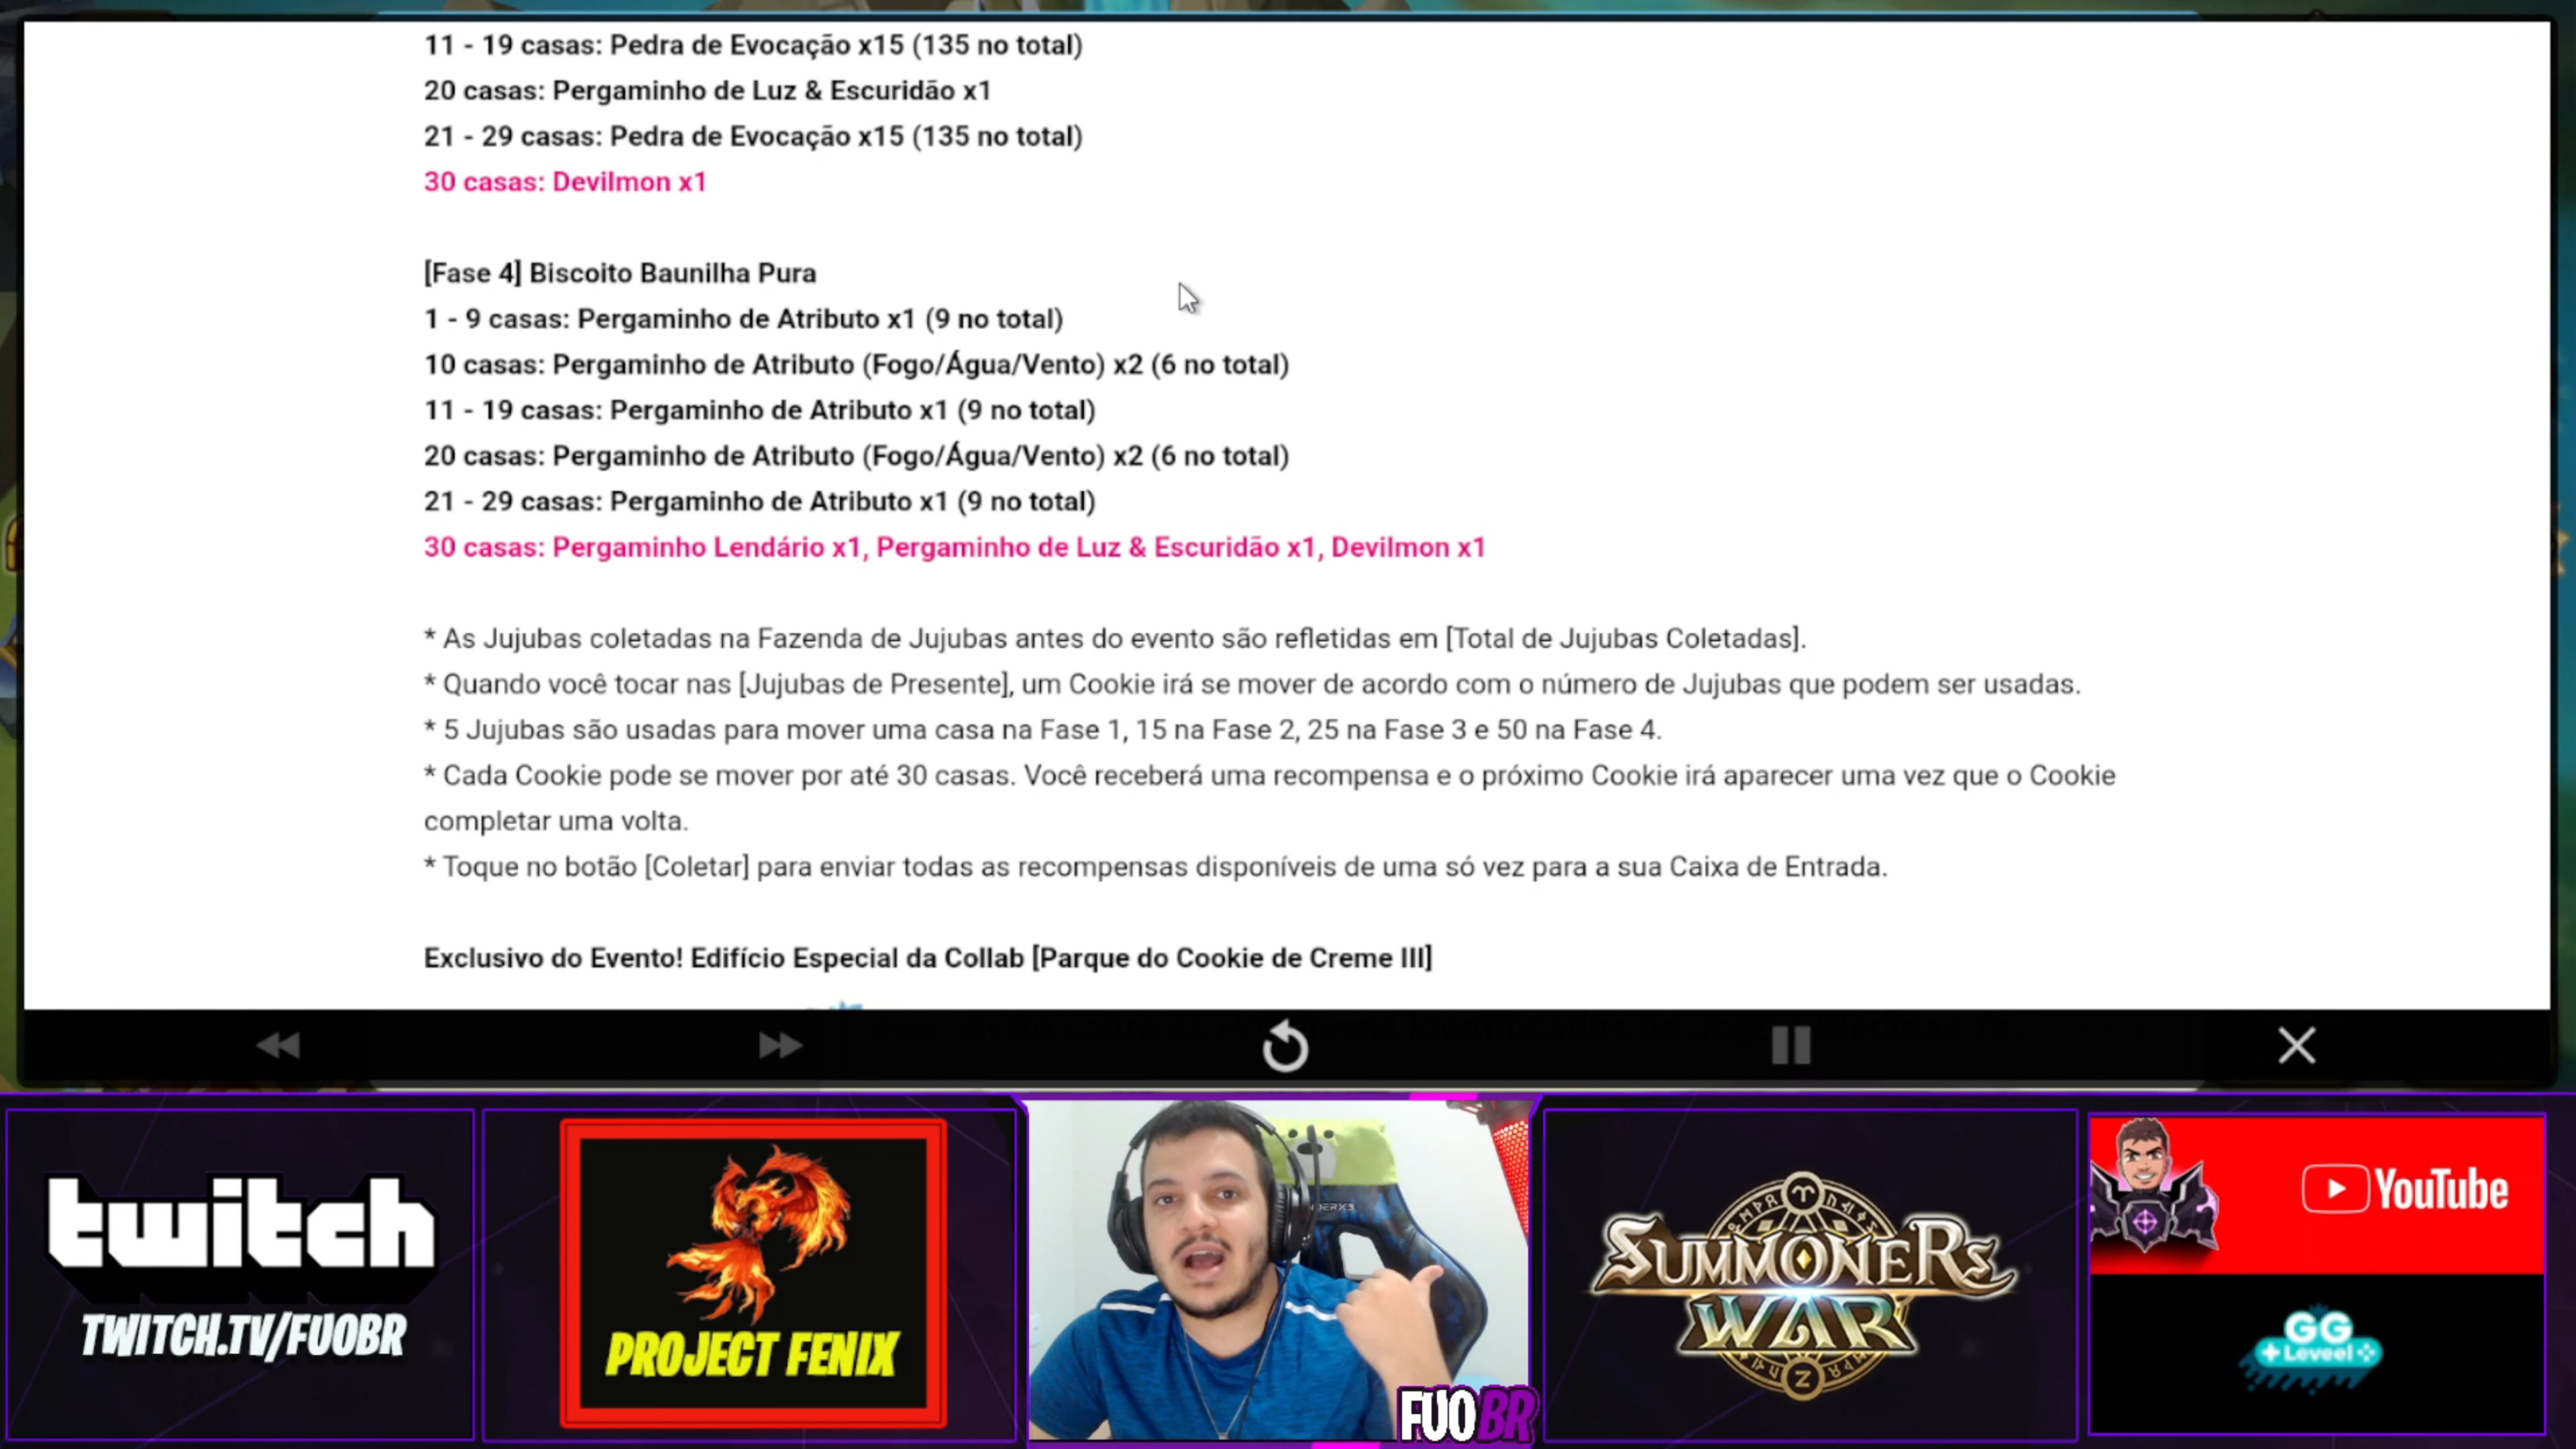 11 - 19 casas: Pedra de Evocação x15 (135 no total)
20 casas: Pergaminho de Luz & Escuridão x1
21 - 29 casas: Pedra de Evocação x15 (135 no total)
30 casas: Devilmon x1
[Fase 4] Biscoito Baunilha Pura
1 - 9 casas: Pergaminho de Atributo x1 (9 no total)
10 casas: Pergaminho de Atributo (Fogo/Água/Vento) x2 (6 no total)
11 - 19 casas: Pergaminho de Atributo x1 (9 no total)
20 casas: Pergaminho de Atributo (Fogo/Água/Vento) x2 (6 no total)
21 - 29 casas: Pergaminho de Atributo x1 (9 no total)
30 casas: Pergaminho Lendário x1, Pergaminho de Luz & Escuridão x1, Devilmon x1
* As Jujubas coletadas na Fazenda de Jujubas antes do evento são refletidas em [Total de Jujubas Coletadas].
* Quando você tocar nas [Jujubas de Presente], um Cookie irá se mover de acordo com o número de Jujubas que podem ser usadas.
* 5 Jujubas são usadas para mover uma casa na Fase 1, 15 na Fase 2, 25 na Fase 3 e 50 na Fase 4.
* Cada Cookie pode se mover por até 30 casas. Você receberá uma recompensa e o próximo Cookie irá aparecer uma vez que o Cookie
completar uma volta.
* Toque no botão [Coletar] para enviar todas as recompensas disponíveis de uma só vez para a sua Caixa de Entrada.
Exclusivo do Evento! Edifício Especial da Collab [Parque do Cookie de Creme III]
twitch
TWITCH.TV/FUOBR
PROJECT FENIX
FUOBR
SUMMONERS
WAR
YouTube
GG
Leveel